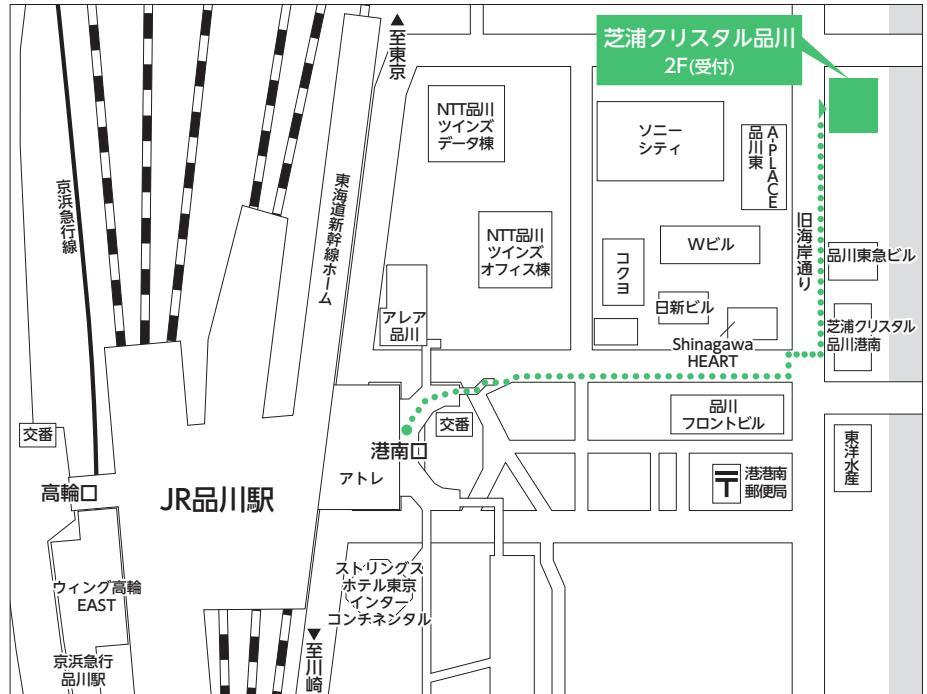 芝浦クリスタル品川
2F(受付)
▲至東京
NTT品川
ツインズ
データ棟
ソニー
シティ
A-PLACE
品川東
京浜急行線
東海道新幹線ホーム
NTT品川
ツインズ
オフィス棟
コクヨ
Wビル
旧海岸通り
品川東急ビル
日新ビル
アレア
品川
Shinagawa
HEART
芝浦クリスタル
品川港南
品川
フロントビル
交番
交番
港南口
東洋水産
アトレ
港港南
郵便局
高輪口
JR品川駅
ウィング高輪
EAST
ストリングス
ホテル東京
インター
コンチネンタル
▼至川崎
京浜急行
品川駅